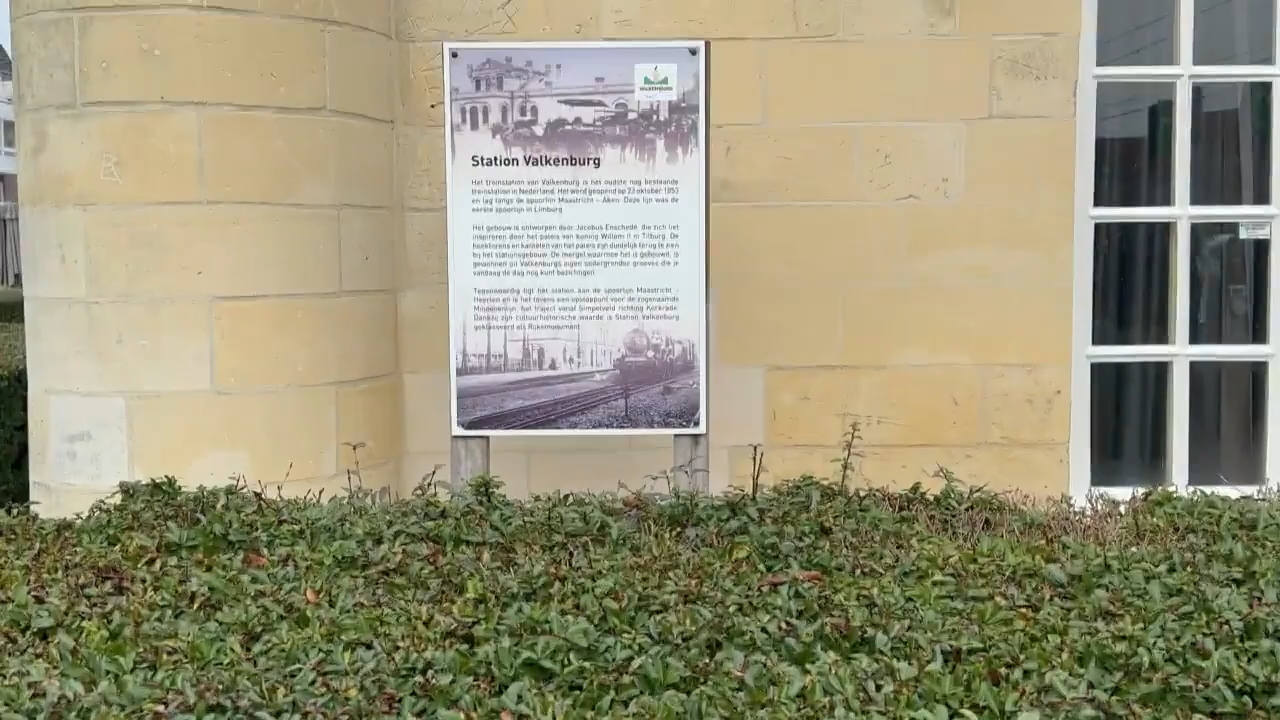 VALKENBURG
Station Valkenburg
Het treinstation van Valkenburg is het oudste nog bestaande
treinstation in Nederland. Het werd geopend op 23 oktober 1853
en lag langs de spoorlijn Maastricht - Aken. Deze lijn was de
eerste spoorlijn in Limburg.
Het gebouw is ontworpen door Jacobus Enschedé, die zich liet
inspireren door het paleis van koning Willem II in Tilburg. De
hoektorens en kantelen van het paleis zijn duidelijk terug te zien
bij het stationsgebouw. De mergel waarmee het is gebouwd, is
gewonnen uit Valkenburgs eigen ondergrondse groeves die je
vandaag de dag nog kunt bezichtigen.
Tegenwoordig ligt het station aan de spoorlijn Maastricht -
Heerlen en is het tevens een opstappunt voor de zogenaamde
Miljoenenlijn, het traject vanaf Simpelveld richting Kerkrade.
Dankzij zijn cultuurhistorische waarde is Station Valkenburg
geklasseerd als Rijksmonument.